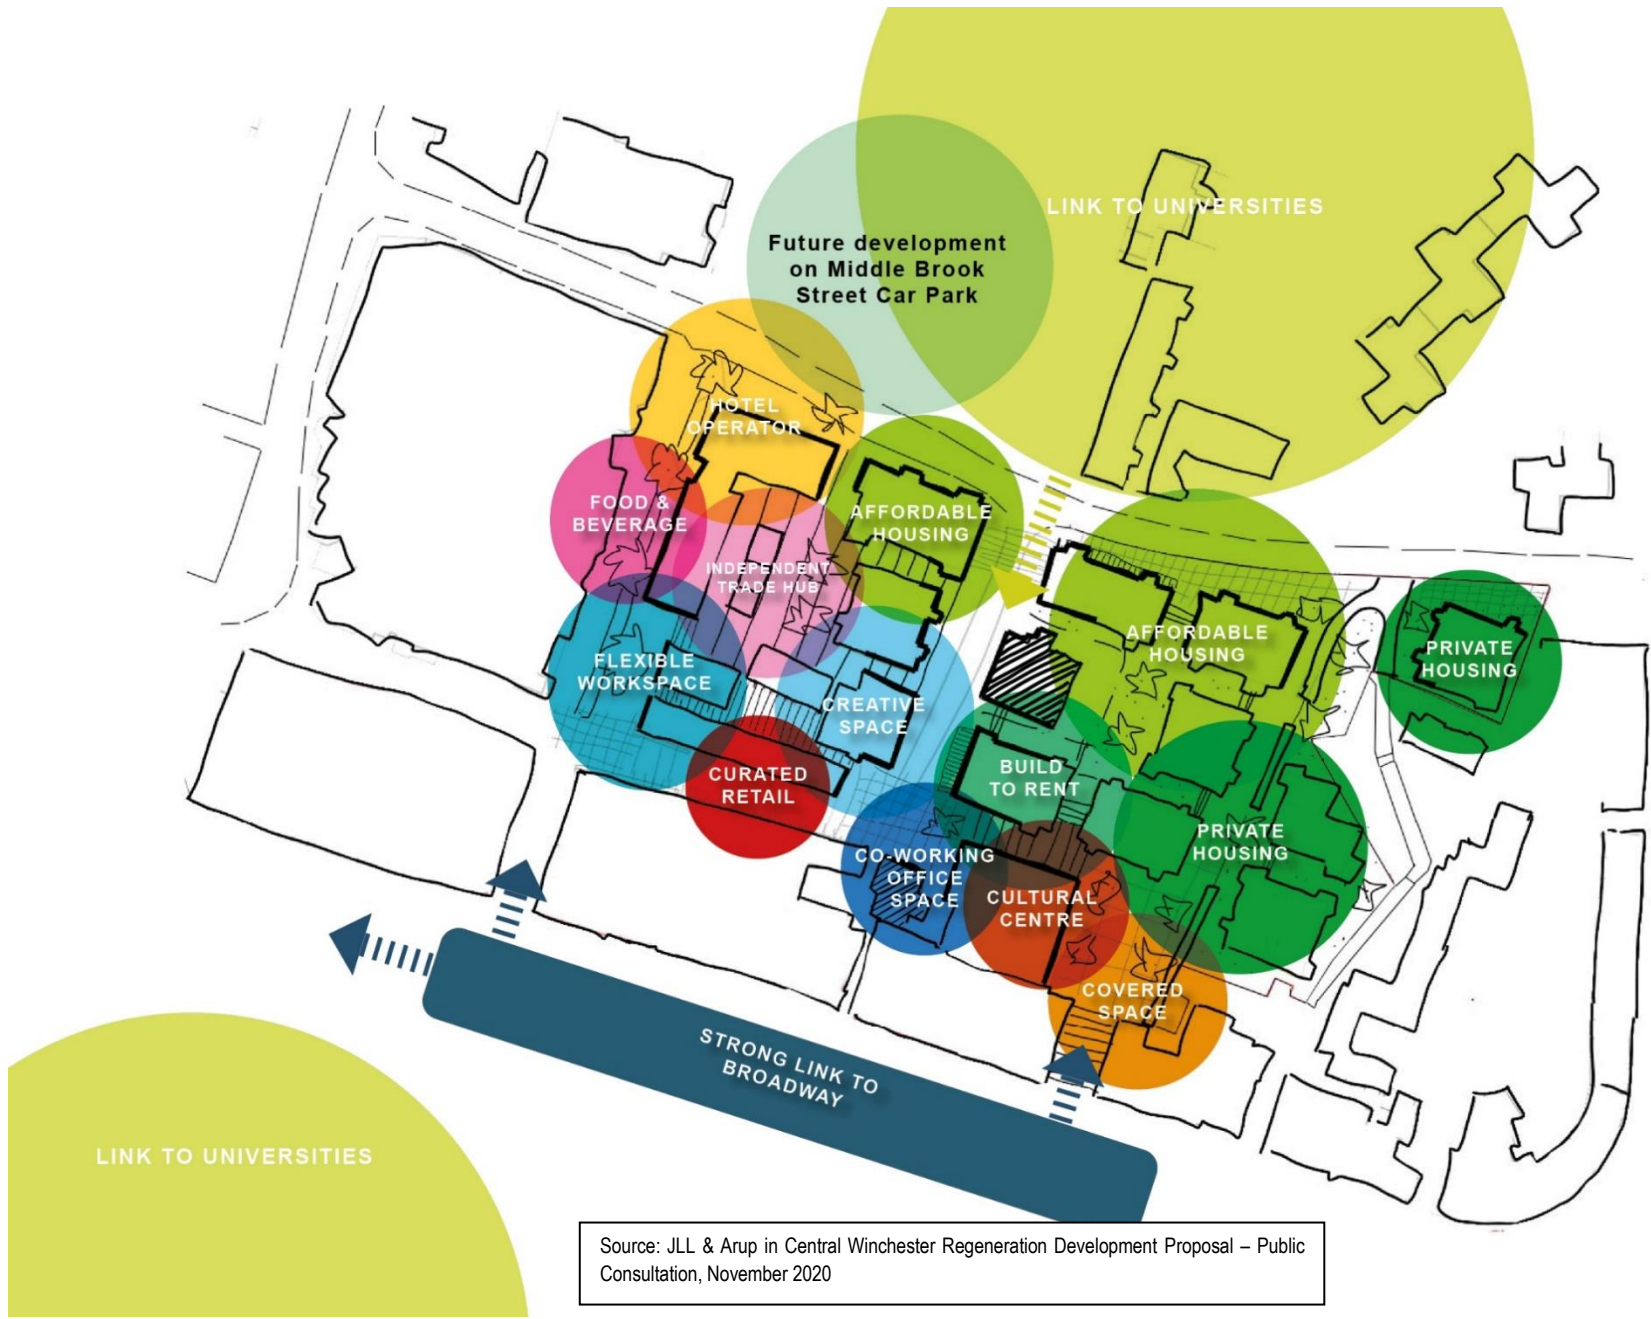 LINK TO UNIVERSITIES
Future development
on Middle Brook
Street Car Park
HOTEL
OPERATOR
FOOD &
BEVERAGE
AFFORDABLE
HOUSING
INDEPENDENT
TRADE HUB
AFFORDABLE
HOUSING
PRIVATE
HOUSING
FLEXIBLE
WORKSPACE
CREATIVE
SPACE
CURATED
RETAIL
BUILD
TO RENT
PRIVATE
HOUSING
CO-WORKING
OFFICE
SPACE
CULTURAL
CENTRE
COVERED
SPACE
STRONG LINK TO
BROADWAY
LINK TO UNIVERSITIES
Source: JLL & Arup in Central Winchester Regeneration Development Proposal – Public
Consultation, November 2020